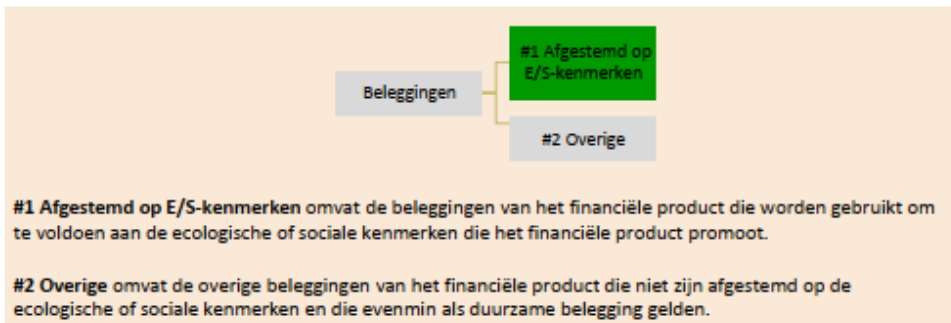 #1 Afgestemd op
E/S-kenmerken
Beleggingen
#2 Overige
#1 Afgestemd op E/S-kenmerken omvat de beleggingen van het financiële product die worden gebruikt om
te voldoen aan de ecologische of sociale kenmerken die het financiële product promoot.
#2 Overige omvat de overige beleggingen van het financiële product die niet zijn afgestemd op de
ecologische of sociale kenmerken en die evenmin als duurzame belegging gelden.